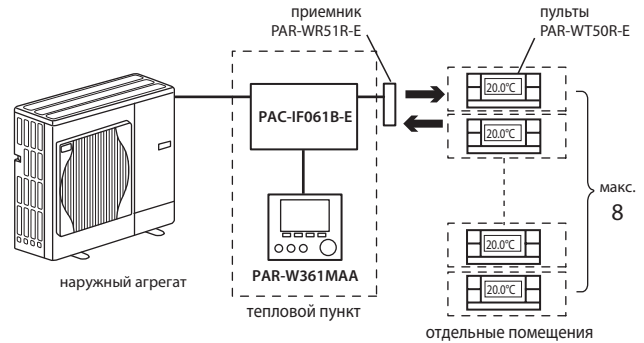 приемник
PAR-WR51R-E
пульты
PAR-WT50R-E
PAC-IF061B-E
20.0°C
20.0°C
макс.
8
20.0°C
20.0°C
PAR-W361MAA
наружный агрегат
тепловой пункт
отдельные помещения